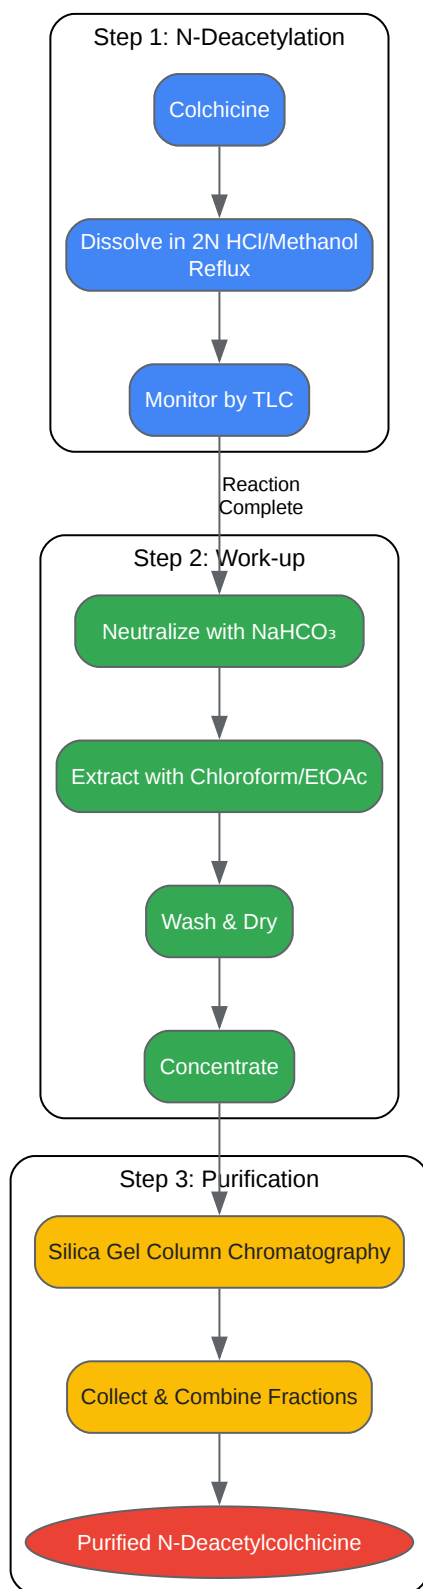 Step 1: N-Deacetylation
Colchicine
Dissolve in 2N HCl/Methanol
Reflux
Monitor by TLC
Reaction
Complete
Step 2: Work-up
Neutralize with NaHCO₃
Extract with Chloroform/EtOAc
Wash & Dry
Concentrate
Step 3: Purification
Silica Gel Column Chromatography
Collect & Combine Fractions
Purified N-Deacetylcolchicine